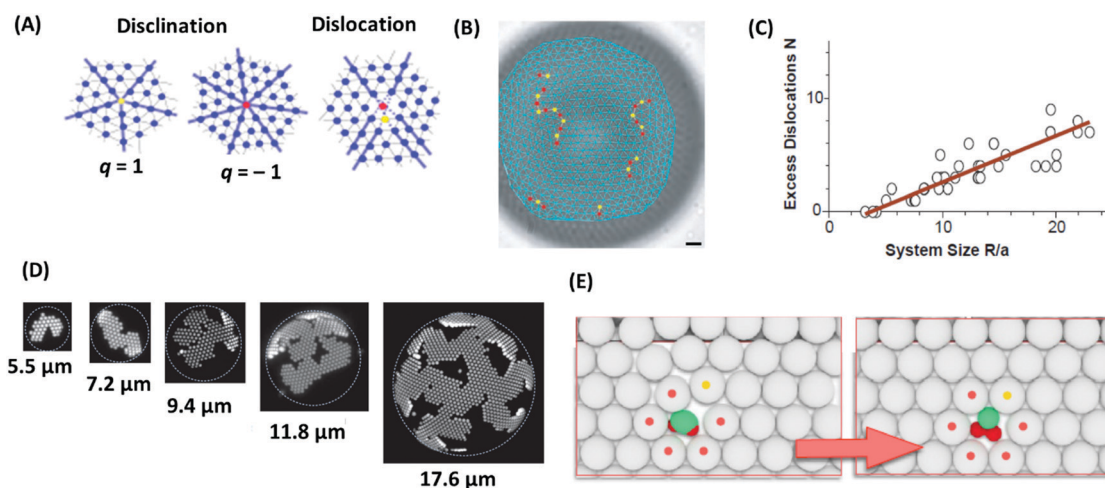 (A)
Disclination
Dislocation
q = 1
q = – 1
(B)
(C)
Excess Dislocations N
10
0
0
10
20
System Size R/a
(D)
5.5 μm
7.2 μm
9.4 μm
11.8 μm
17.6 μm
(E)